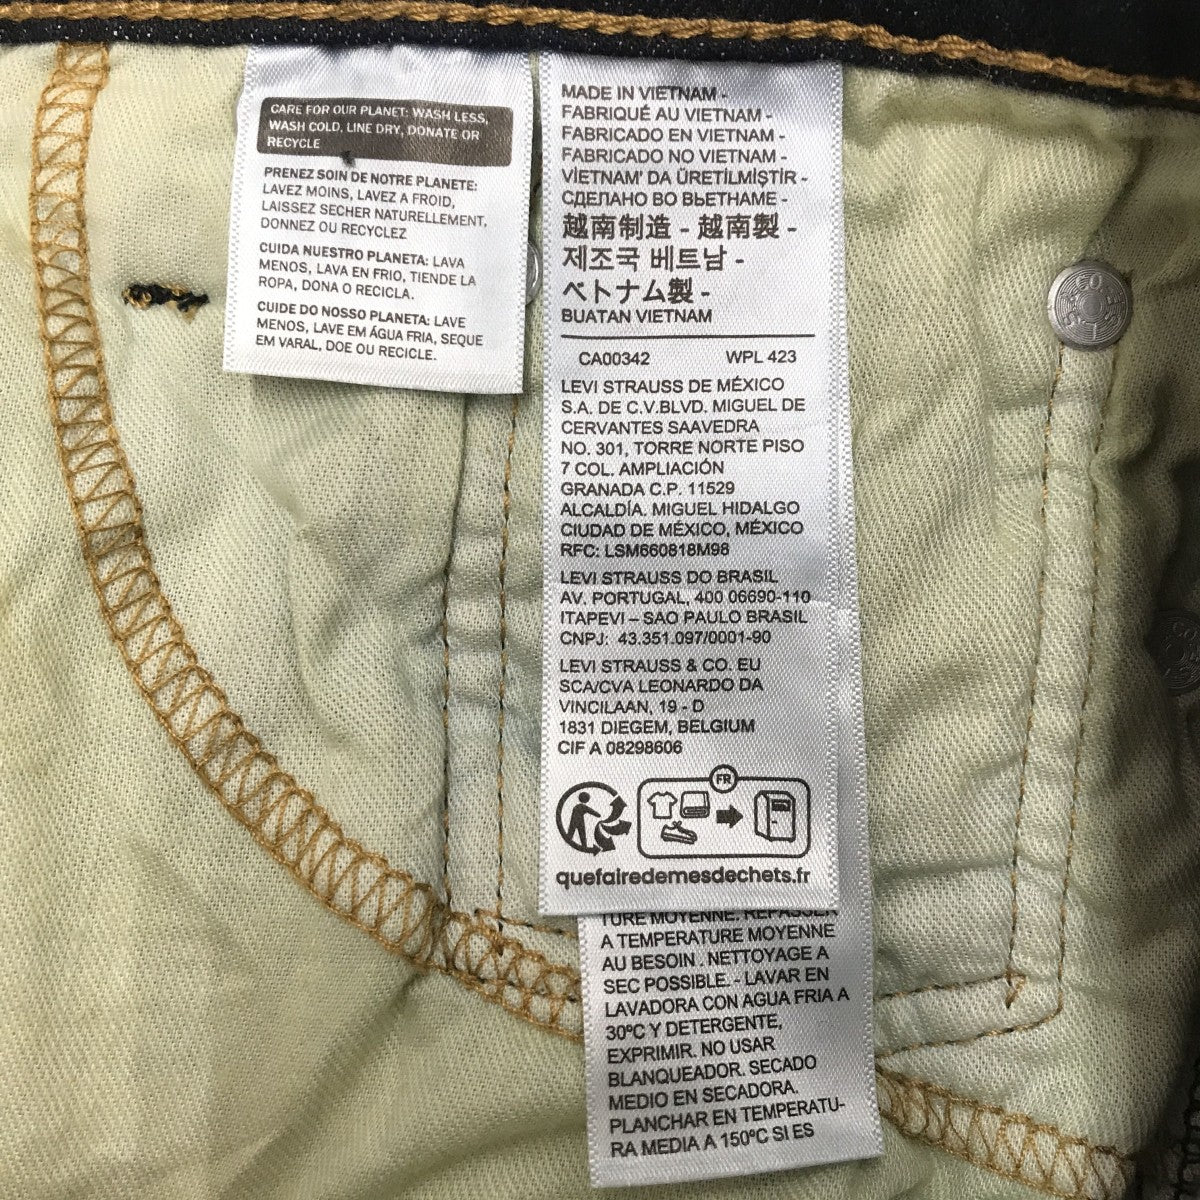 CARE FOR OUR PLANET: WASH LESS,
WASH COLD, LINE DRY, DONATE OR
RECYCLE
PRENEZ SOIN DE NOTRE PLANETE:
LAVEZ MOINS, LAVEZ A FROID,
LAISSEZ SECHER NATURELLEMENT,
DONNEZ OU RECYCLEZ
CUIDA NUESTRO PLANETA: LAVA
MENOS, LAVA EN FRIO, TIENDE LA
ROPA, DONA O RECICLA.
CUIDE DO NOSSO PLANETA: LAVE
MENOS, LAVE EM ÁGUA FRIA, SEQUE
EM VARAL, DOE OU RECICLE.
MADE IN VIETNAM -
FABRIQUÉ AU VIETNAM -
FABRICADO EN VIETNAM -
FABRICADO NO VIETNAM -
VİETNAM' DA ÜRETİLMİŞTİR -
СДЕЛАНО ВО ВЬЕТНАМЕ -
越南制造 - 越南製 -
제조국 베트남 -
ベトナム製 -
BUATAN VIETNAM
CA00342 WPL 423
LEVI STRAUSS DE MÉXICO
S.A. DE C.V.BLVD. MIGUEL DE
CERVANTES SAAVEDRA
NO. 301, TORRE NORTE PISO
7 COL. AMPLIACIÓN
GRANADA C.P. 11529
ALCALDÍA. MIGUEL HIDALGO
CIUDAD DE MÉXICO, MÉXICO
RFC: LSM660818M98
LEVI STRAUSS DO BRASIL
AV. PORTUGAL, 400 06690-110
ITAPEVI – SAO PAULO BRASIL
CNPJ: 43.351.097/0001-90
LEVI STRAUSS & CO. EU
SCA/CVA LEONARDO DA
VINCILAAN, 19 - D
1831 DIEGEM, BELGIUM
CIF A 08298606
FR
quefairedemesdechets.fr
TURE MOYENNE. REPASSER
A TEMPERATURE MOYENNE
AU BESOIN . NETTOYAGE A
SEC POSSIBLE. - LAVAR EN
LAVADORA CON AGUA FRIA A
30ºC Y DETERGENTE,
EXPRIMIR. NO USAR
BLANQUEADOR. SECADO
MEDIO EN SECADORA.
PLANCHAR EN TEMPERATU-
RA MEDIA A 150ºC SI ES